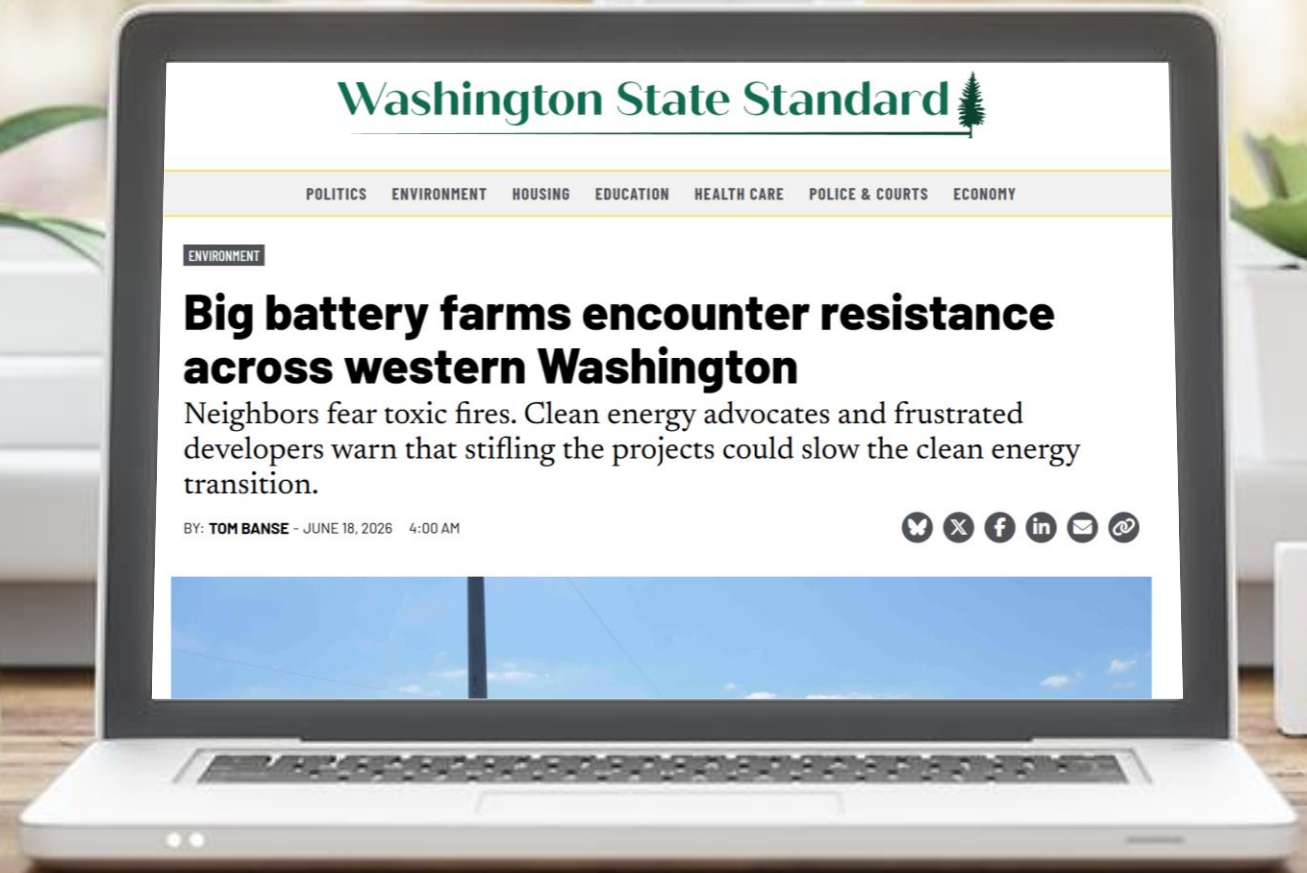 Washington State Standard
POLITICS ENVIRONMENT HOUSING EDUCATION HEALTH CARE POLICE & COURTS ECONOMY
ENVIRONMENT
Big battery farms encounter resistance
across western Washington
Neighbors fear toxic fires. Clean energy advocates and frustrated
developers warn that stifling the projects could slow the clean energy
transition.
BY: TOM BANSE - JUNE 18, 2026 4:00 AM